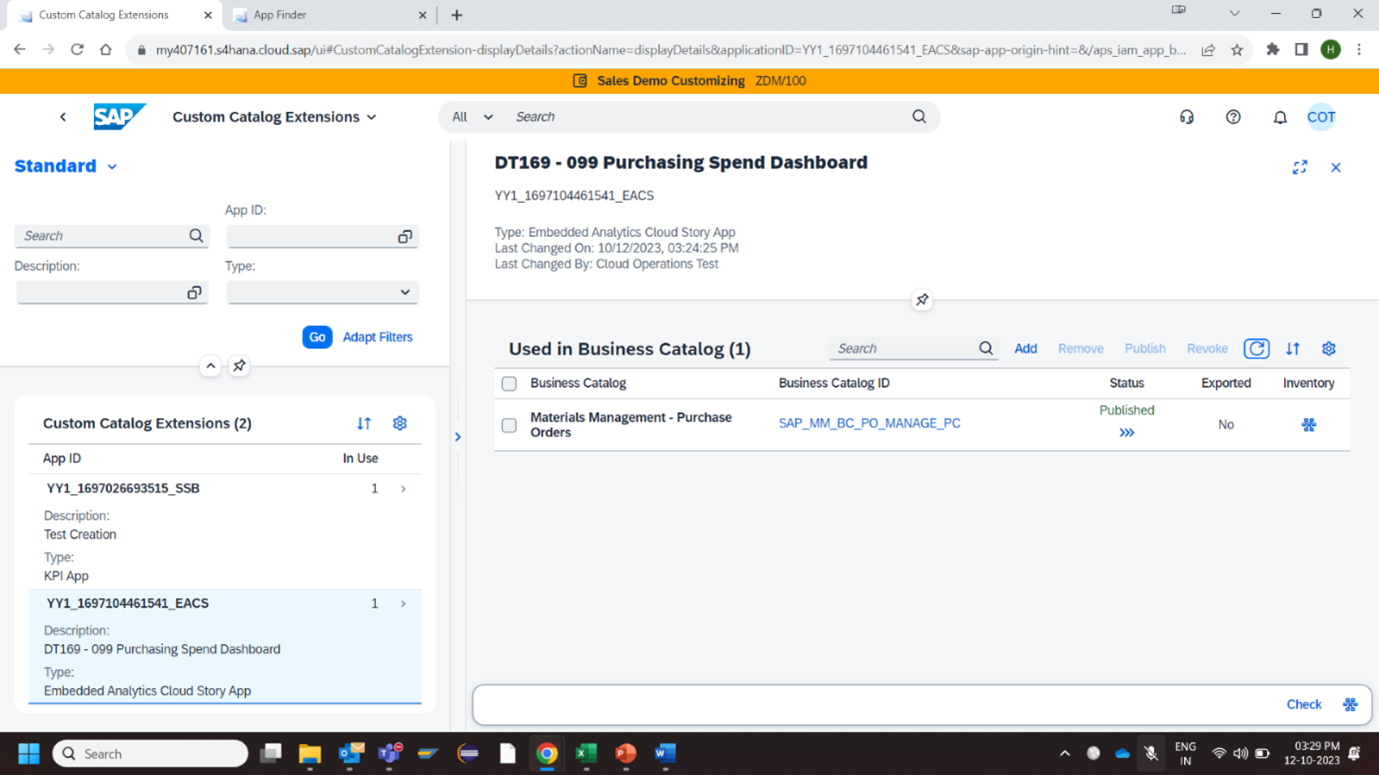 Custom Catalog Extensions
App Finder
my407161.s4hana.cloud.sap/ui#CustomCatalogExtension-displayDetails?actionName=displayDetails&applicationID=YY1_1697104461541_EACS&sap-app-origin-hint=&/aps_iam_app_b...
H
Sales Demo Customizing ZDM/100
SAP
Custom Catalog Extensions
All
Search
COT
Standard
App ID:
Search
Description:
Type:
Go
Adapt Filters
Custom Catalog Extensions (2)
App ID
In Use
YY1_1697026693515_SSB
1
Description:
Test Creation
Type:
KPI App
YY1_1697104461541_EACS
1
Description:
DT169 - 099 Purchasing Spend Dashboard
Type:
Embedded Analytics Cloud Story App
DT169 - 099 Purchasing Spend Dashboard
YY1_1697104461541_EACS
Type: Embedded Analytics Cloud Story App
Last Changed On: 10/12/2023, 03:24:25 PM
Last Changed By: Cloud Operations Test
Used in Business Catalog (1)
Search
Add
Remove
Publish
Revoke
Business Catalog
Business Catalog ID
Status
Exported
Inventory
Materials Management - Purchase
Orders
SAP_MM_BC_PO_MANAGE_PC
Published
No
Check
Search
ENG
IN
03:29 PM
12-10-2023